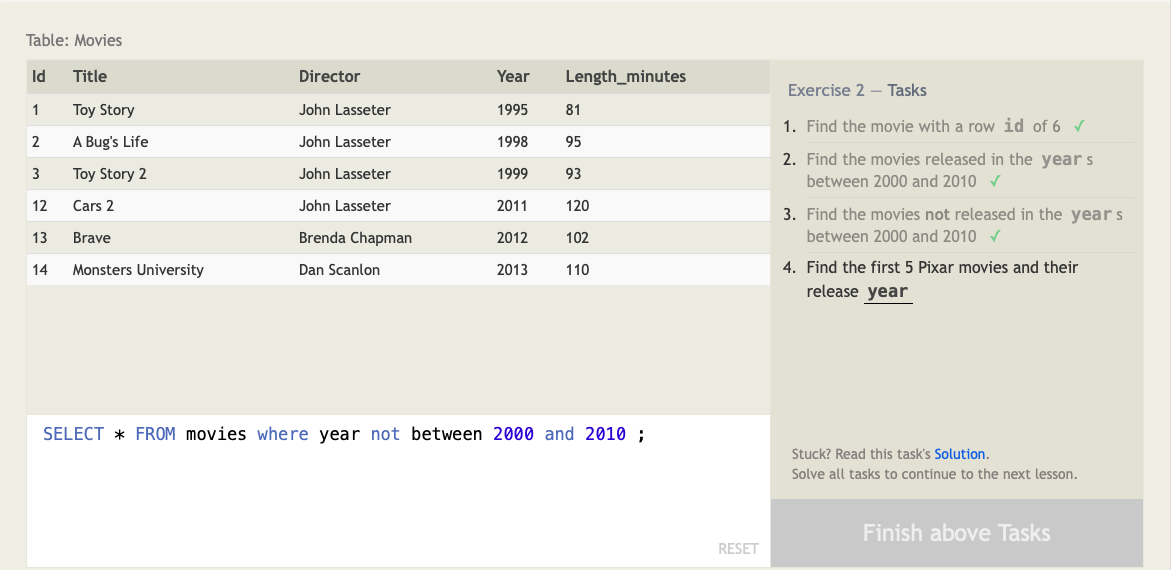 Table: Movies
Id Title Director Year Length_minutes
1 Toy Story John Lasseter 1995 81
2 A Bug's Life John Lasseter 1998 95
3 Toy Story 2 John Lasseter 1999 93
12 Cars 2 John Lasseter 2011 120
13 Brave Brenda Chapman 2012 102
14 Monsters University Dan Scanlon 2013 110
SELECT * FROM movies where year not between 2000 and 2010 ;
RESET
Exercise 2 — Tasks
1. Find the movie with a row id of 6 ✓
2. Find the movies released in the years
between 2000 and 2010 ✓
3. Find the movies not released in the years
between 2000 and 2010 ✓
4. Find the first 5 Pixar movies and their
release year
Stuck? Read this task's Solution.
Solve all tasks to continue to the next lesson.
Finish above Tasks